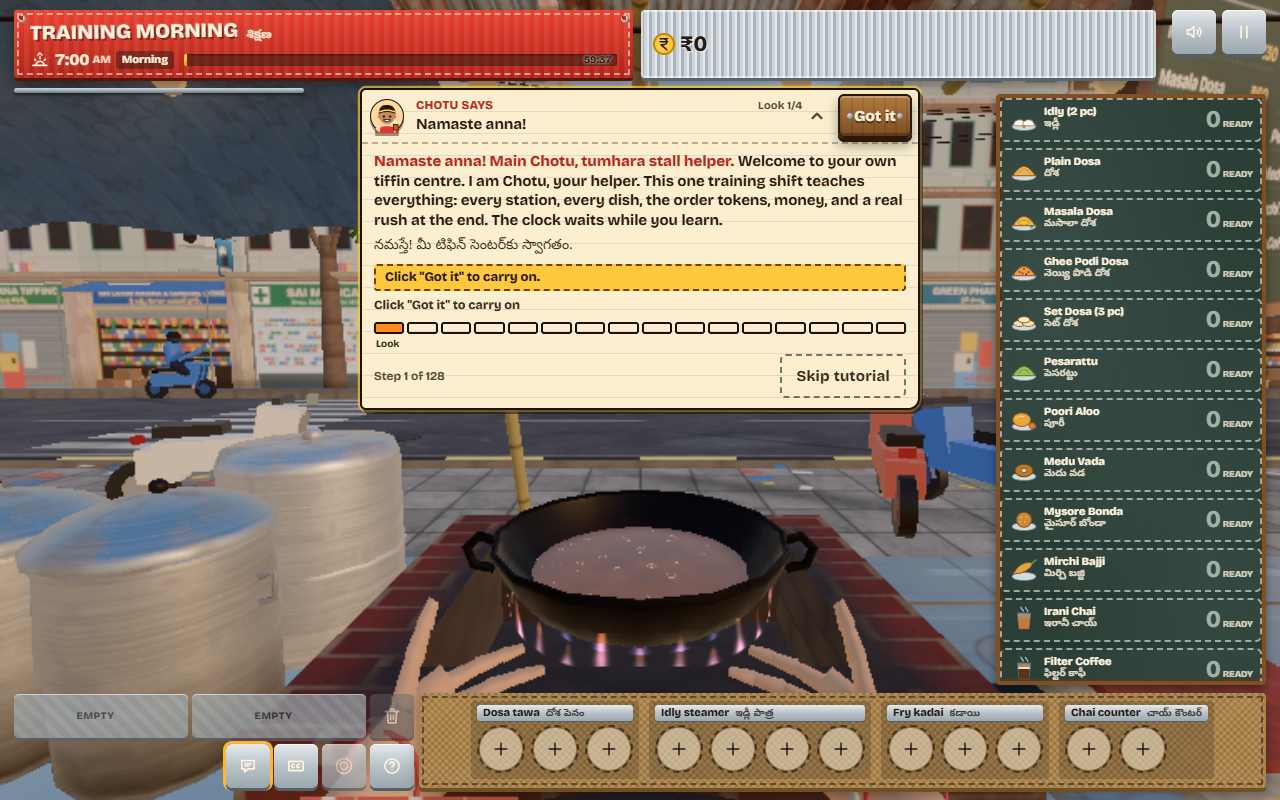 TRAINING MORNING శిక్షణ
7:00 AM Morning 59:37
₹ ₹0
Masala Dosa
CHOTU SAYS
Namaste anna!
Look 1/4
Got it
Namaste anna! Main Chotu, tumhara stall helper. Welcome to your own
tiffin centre. I am Chotu, your helper. This one training shift teaches
everything: every station, every dish, the order tokens, money, and a real
rush at the end. The clock waits while you learn.
నమస్తే! మీ టిఫిన్ సెంటర్‌కు స్వాగతం.
Click "Got it" to carry on.
Click "Got it" to carry on
Look
Step 1 of 128
Skip tutorial
Idly (2 pc)
ఇడ్లీ
0 READY
Plain Dosa
దోశ
0 READY
Masala Dosa
మసాలా దోశ
0 READY
Ghee Podi Dosa
నెయ్యి పొడి దోశ
0 READY
Set Dosa (3 pc)
సెట్ దోశ
0 READY
Pesarattu
పెసరట్టు
0 READY
Poori Aloo
పూరీ
0 READY
Medu Vada
మెదు వడ
0 READY
Mysore Bonda
మైసూర్ బోండా
0 READY
Mirchi Bajji
మిర్చి బజ్జి
0 READY
Irani Chai
ఇరానీ చాయ్
0 READY
Filter Coffee
ఫిల్టర్ కాఫీ
0 READY
EMPTY
EMPTY
CC
Dosa tawa దోశ పెనం
Idly steamer ఇడ్లీ పాత్ర
Fry kadai కడాయి
Chai counter చాయ్ కౌంటర్